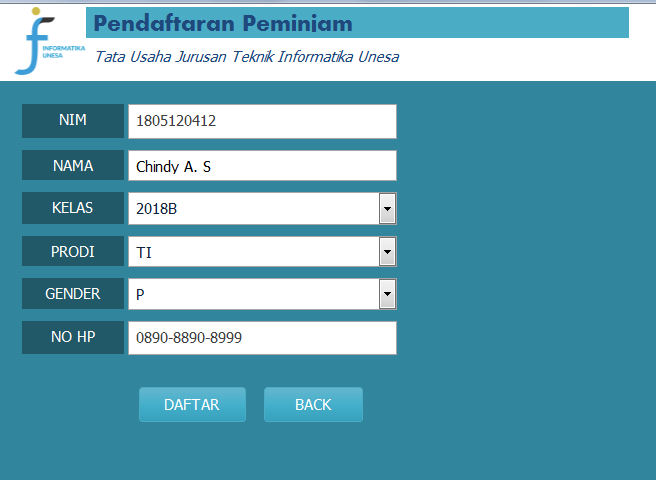 Pendaftaran Peminjam
INFORMATIKA
UNESA
Tata Usaha Jurusan Teknik Informatika Unesa
NIM 1805120412
NAMA Chindy A. S
KELAS 2018B
PRODI TI
GENDER P
NO HP 0890-8890-8999
DAFTAR BACK